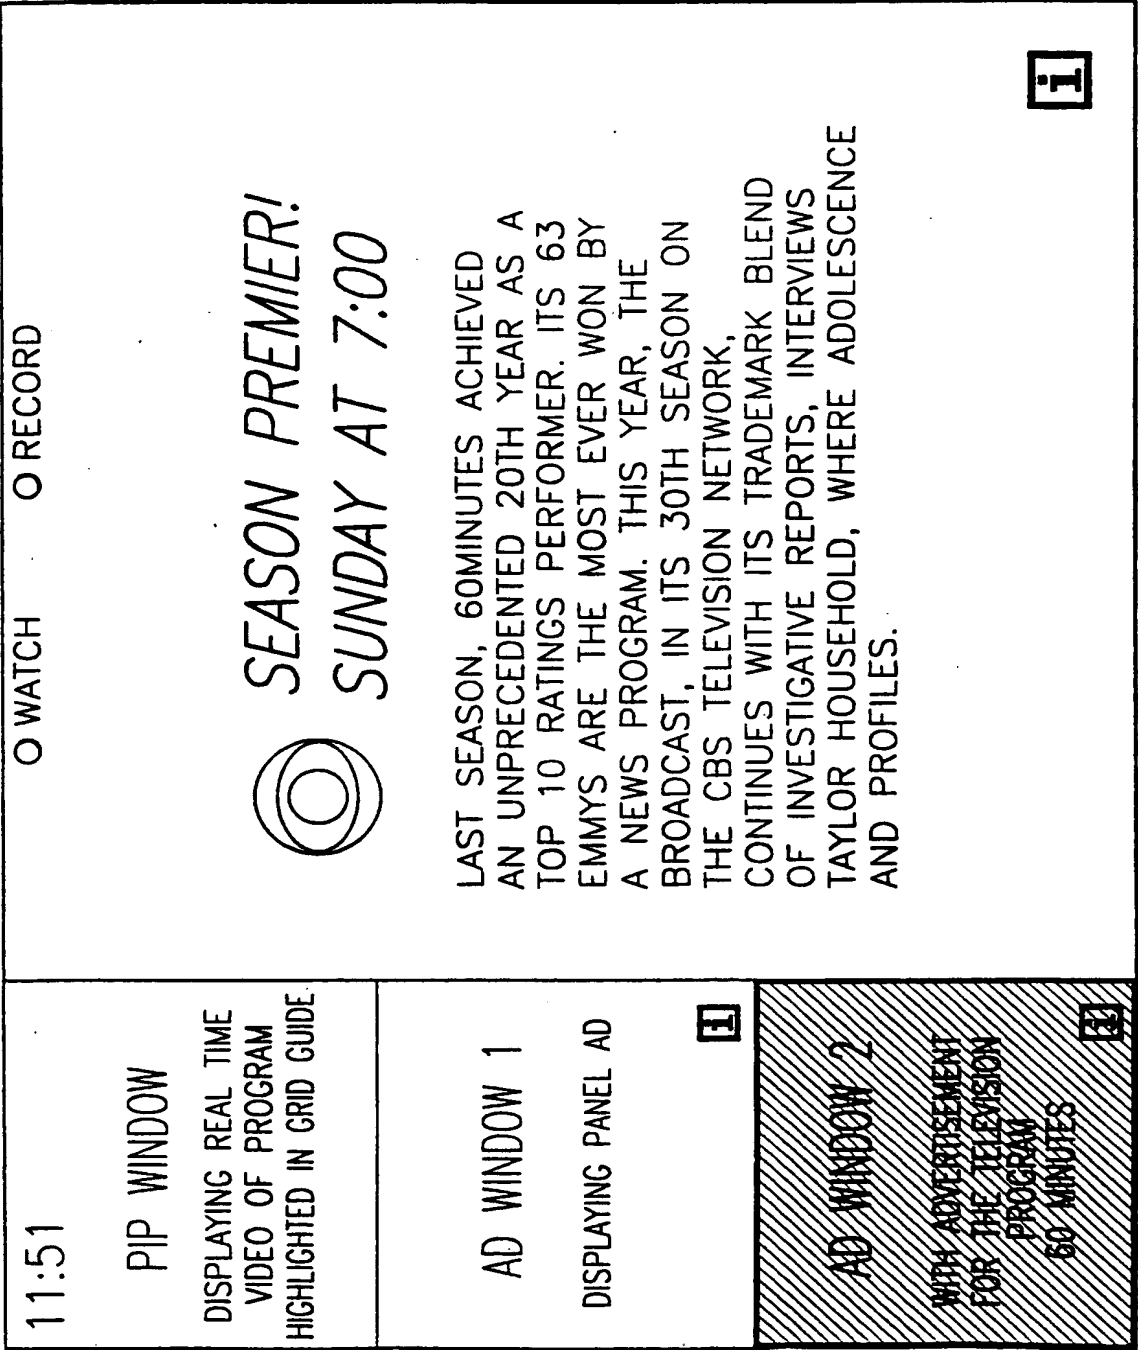 11:51
PIP WINDOW
DISPLAYING REAL TIME
VIDEO OF PROGRAM
HIGHLIGHTED IN GRID GUIDE
AD WINDOW 1
DISPLAYING PANEL AD
i
AD WINDOW 2
WITH ADVERTISEMENT
FOR THE TELEVISION
PROGRAM
60 MINUTES
i
O WATCH O RECORD
SEASON PREMIER!
SUNDAY AT 7:00
LAST SEASON, 60MINUTES ACHIEVED
AN UNPRECEDENTED 20TH YEAR AS A
TOP 10 RATINGS PERFORMER. ITS 63
EMMYS ARE THE MOST EVER WON BY
A NEWS PROGRAM. THIS YEAR, THE
BROADCAST, IN ITS 30TH SEASON ON
THE CBS TELEVISION NETWORK,
CONTINUES WITH ITS TRADEMARK BLEND
OF INVESTIGATIVE REPORTS, INTERVIEWS
TAYLOR HOUSEHOLD, WHERE ADOLESCENCE
AND PROFILES.
i